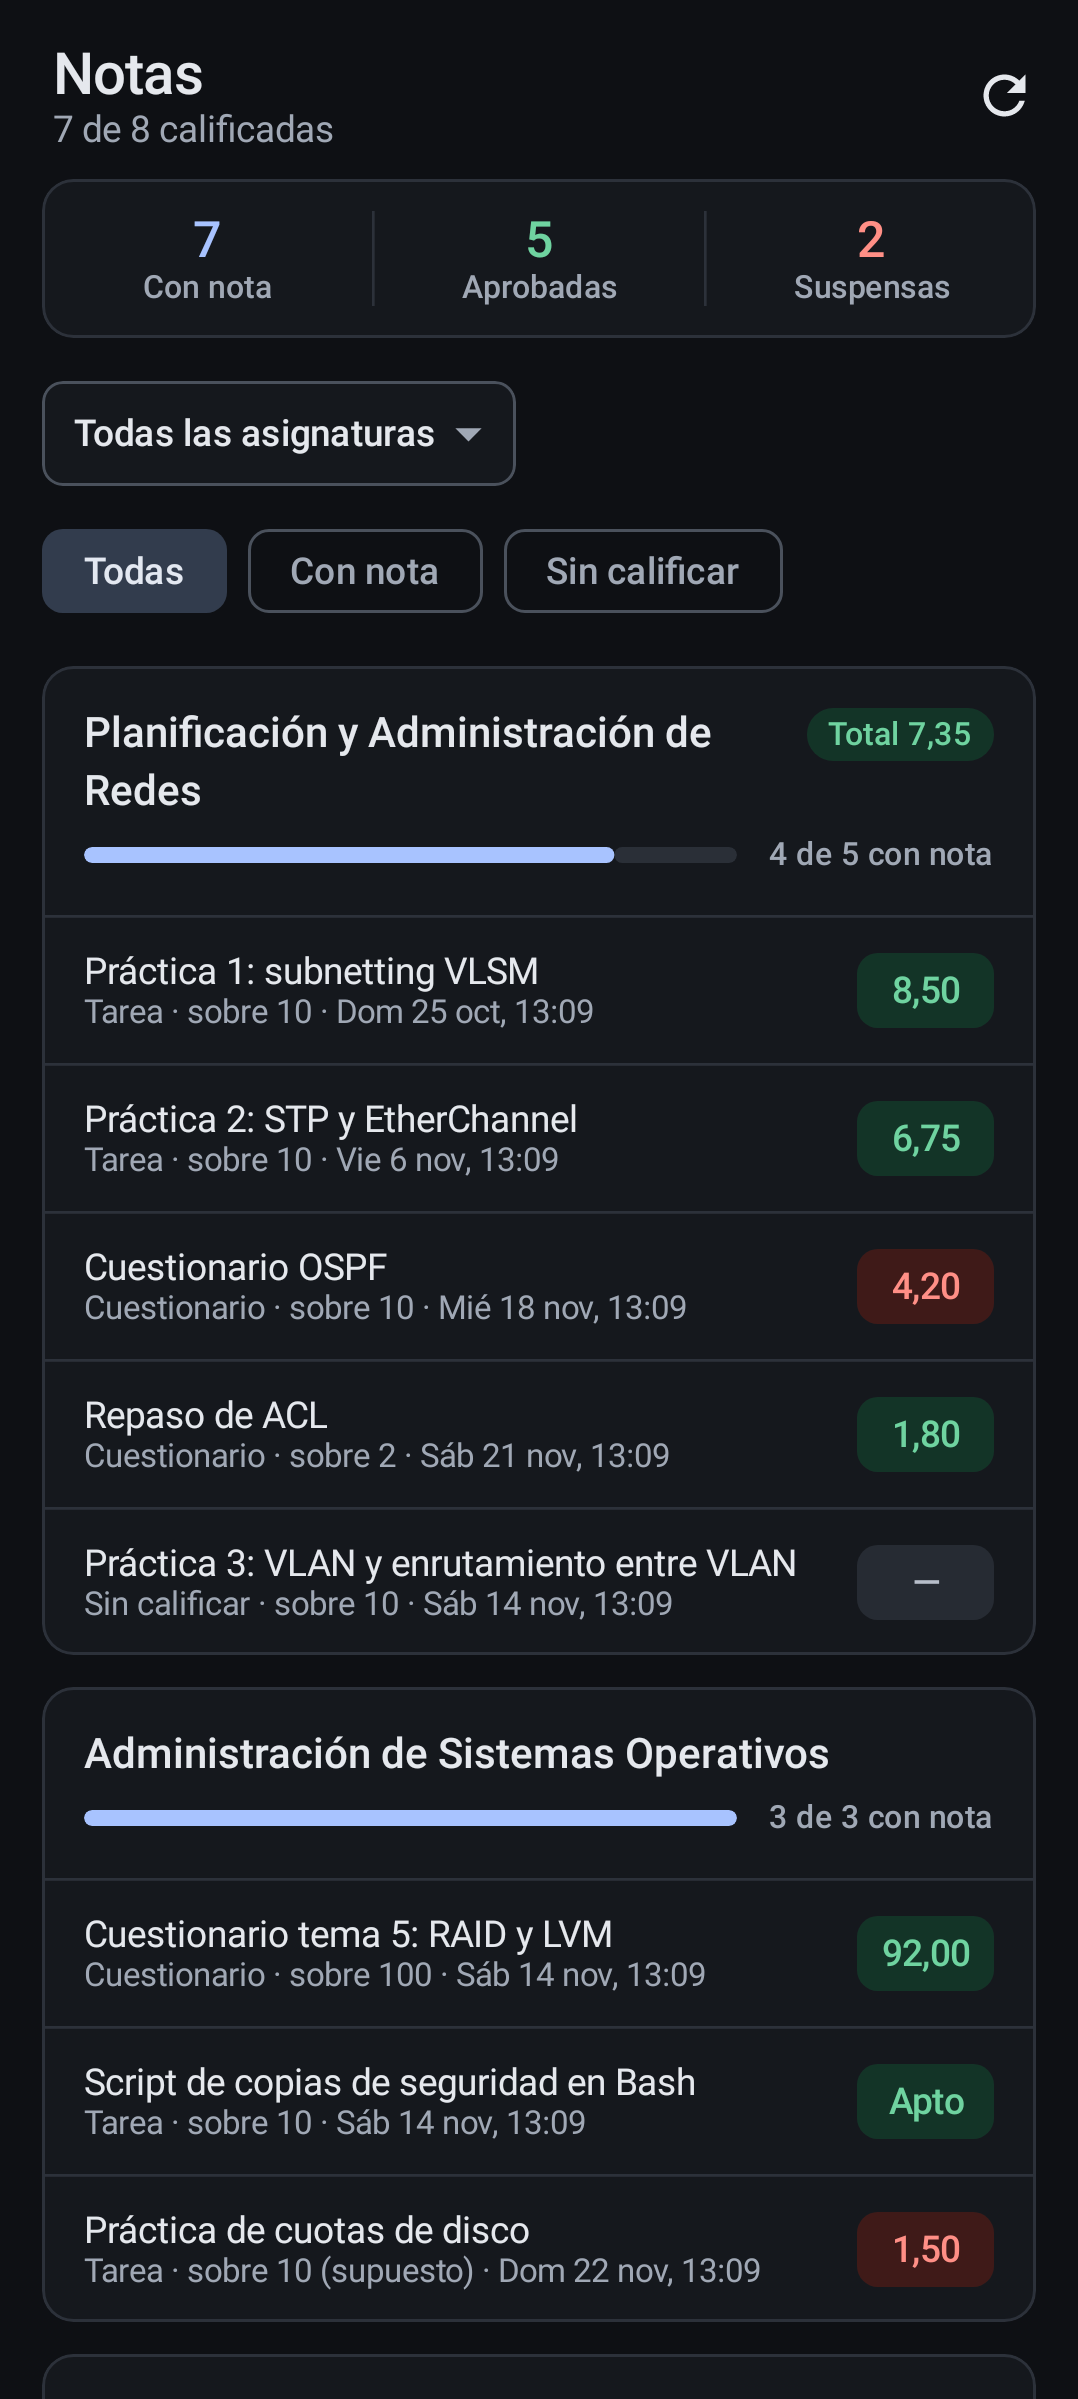 Notas
7 de 8 calificadas
7
Con nota
5
Aprobadas
2
Suspensas
Todas las asignaturas
Todas
Con nota
Sin calificar
Planificación y Administración de
Redes
Total 7,35
4 de 5 con nota
Práctica 1: subnetting VLSM
Tarea · sobre 10 · Dom 25 oct, 13:09
8,50
Práctica 2: STP y EtherChannel
Tarea · sobre 10 · Vie 6 nov, 13:09
6,75
Cuestionario OSPF
Cuestionario · sobre 10 · Mié 18 nov, 13:09
4,20
Repaso de ACL
Cuestionario · sobre 2 · Sáb 21 nov, 13:09
1,80
Práctica 3: VLAN y enrutamiento entre VLAN
Sin calificar · sobre 10 · Sáb 14 nov, 13:09
–
Administración de Sistemas Operativos
3 de 3 con nota
Cuestionario tema 5: RAID y LVM
Cuestionario · sobre 100 · Sáb 14 nov, 13:09
92,00
Script de copias de seguridad en Bash
Tarea · sobre 10 · Sáb 14 nov, 13:09
Apto
Práctica de cuotas de disco
Tarea · sobre 10 (supuesto) · Dom 22 nov, 13:09
1,50